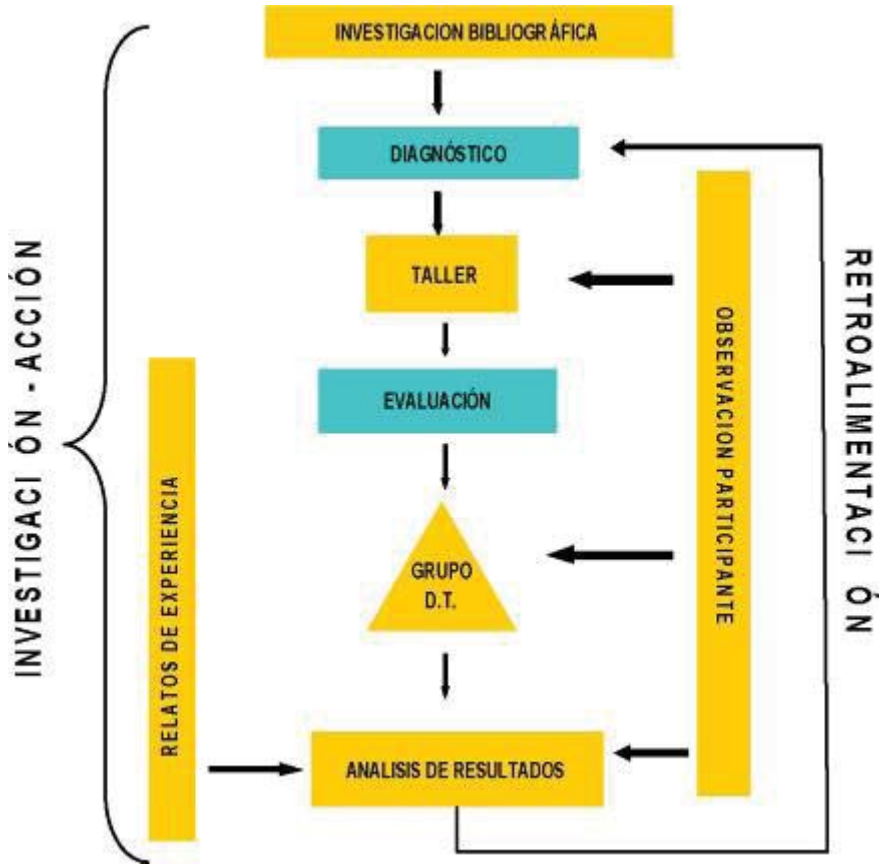 INVESTIGACION BIBLIOGRÁFICA
DIAGNÓSTICO
TALLER
EVALUACIÓN
GRUPO
D.T.
ANALISIS DE RESULTADOS
INVESTIGACI ÓN - ACCIÓN
RELATOS DE EXPERIENCIA
OBSERVACION PARTICIPANTE
RETROALIMENTACI ÓN